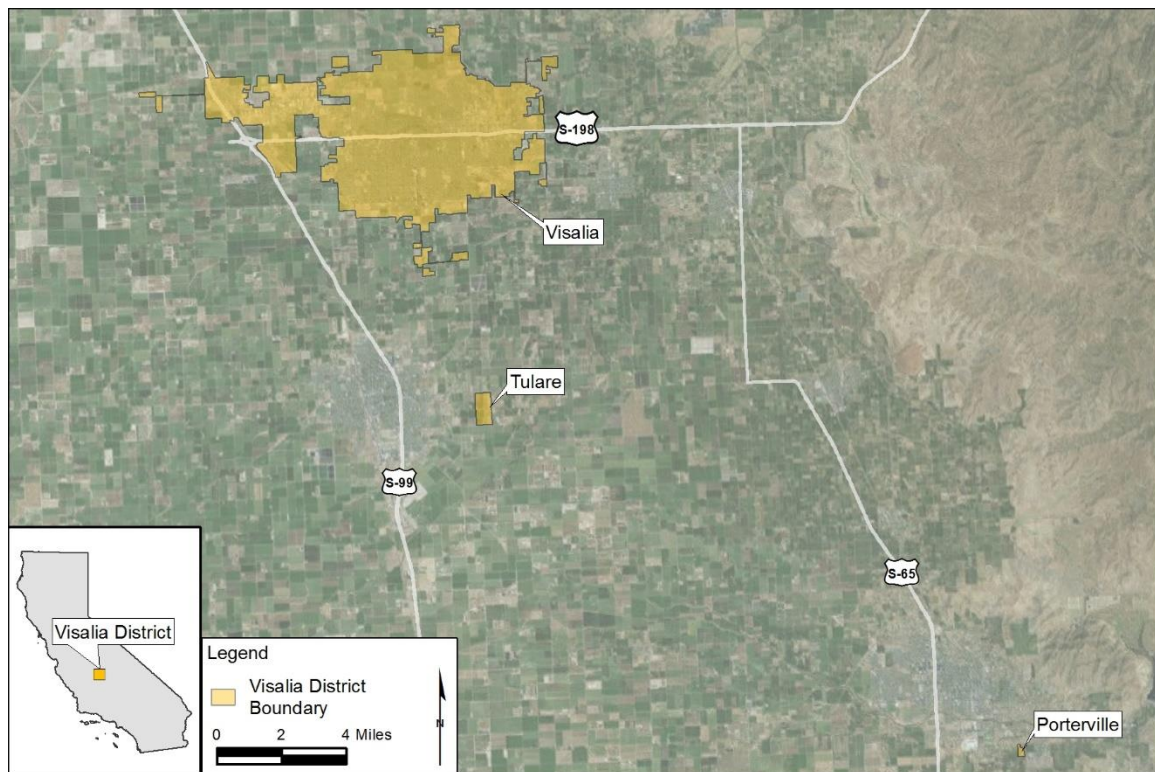 S-198
Visalia
Tulare
S-99
S-65
Porterville
Visalia District
Legend
Visalia District
Boundary
0 2 4 Miles
N